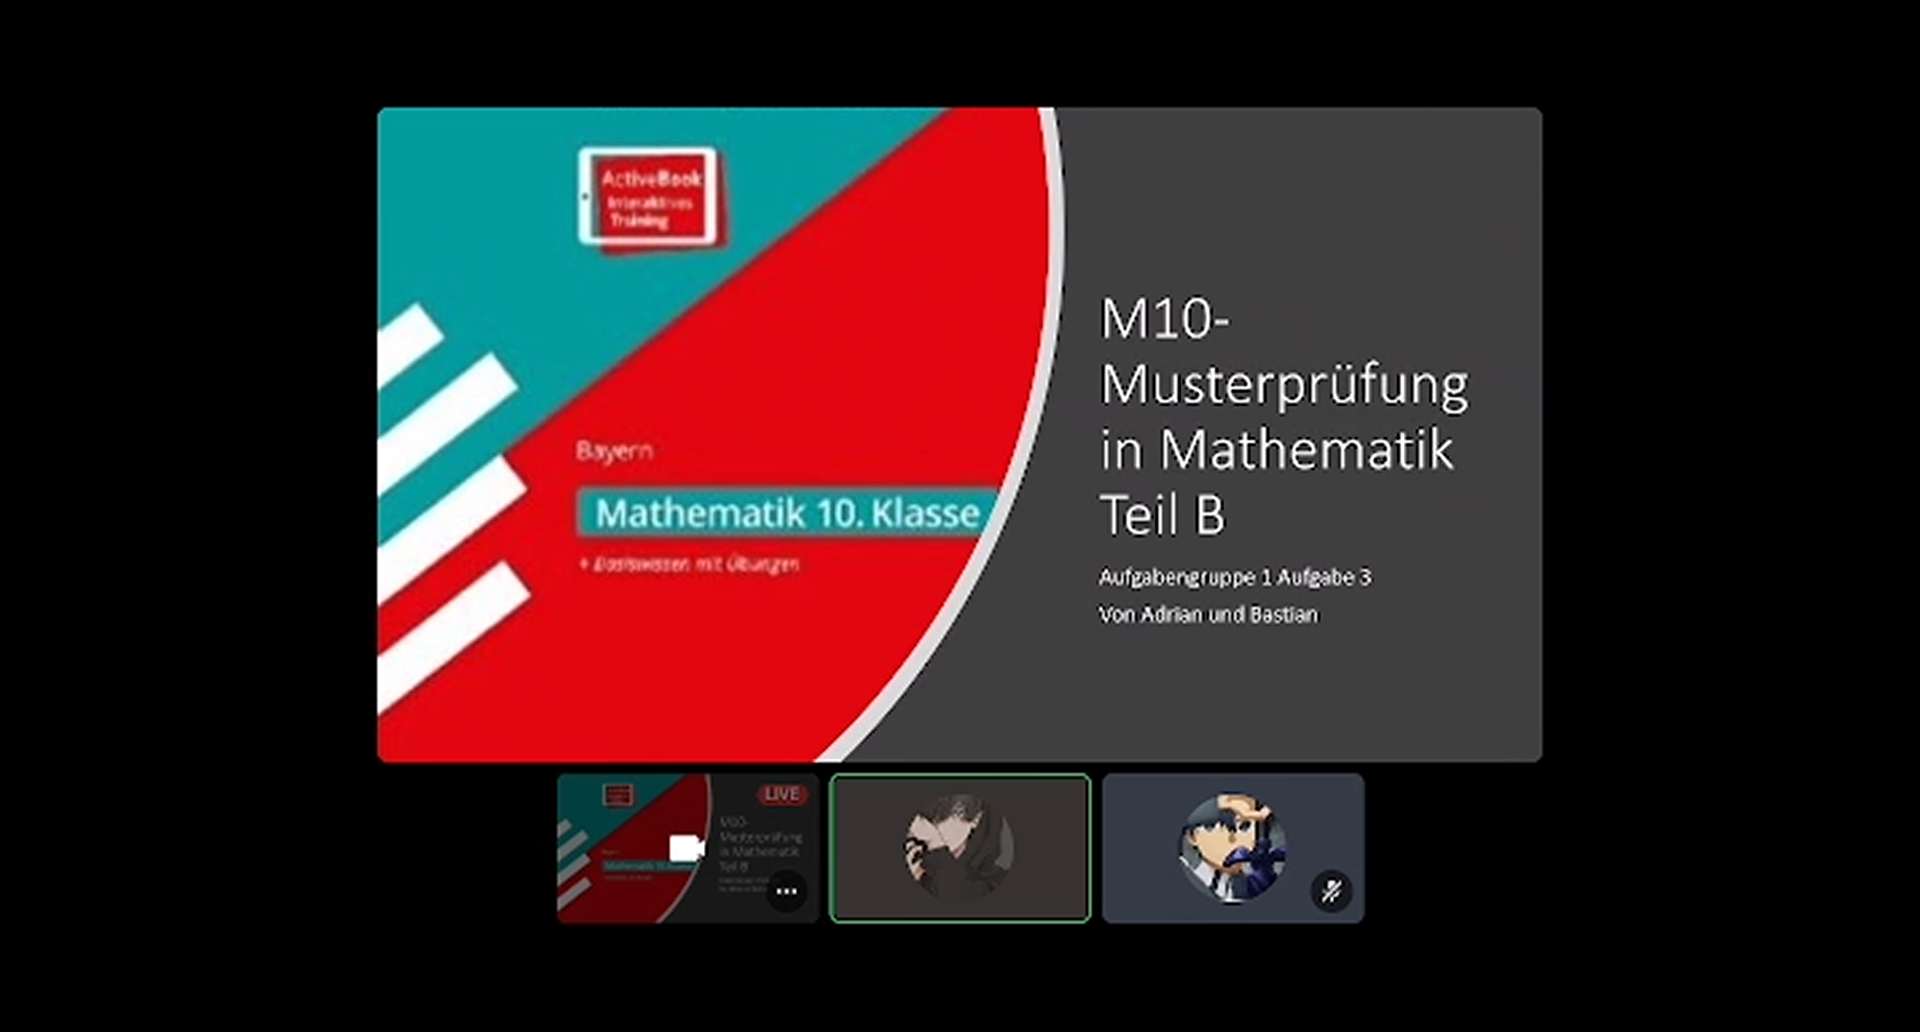 ActiveBook
Interaktives
Training
Bayern
Mathematik 10. Klasse
+ Basiswissen mit Übungen
M10-
Musterprüfung
in Mathematik
Teil B
Aufgabengruppe 1 Aufgabe 3
Von Adrian und Bastian
LIVE
M10-
Musterprüfung
in Mathematik
Teil B